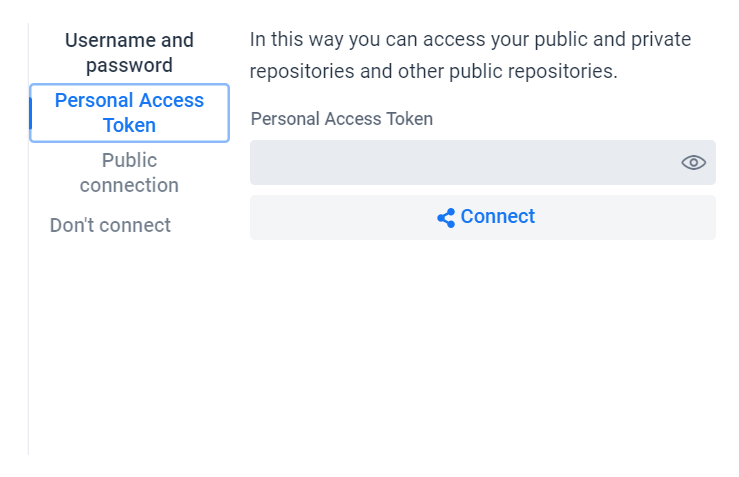 Username and
password
Personal Access
Token
Public
connection
Don't connect
In this way you can access your public and private
repositories and other public repositories.
Personal Access Token
Connect